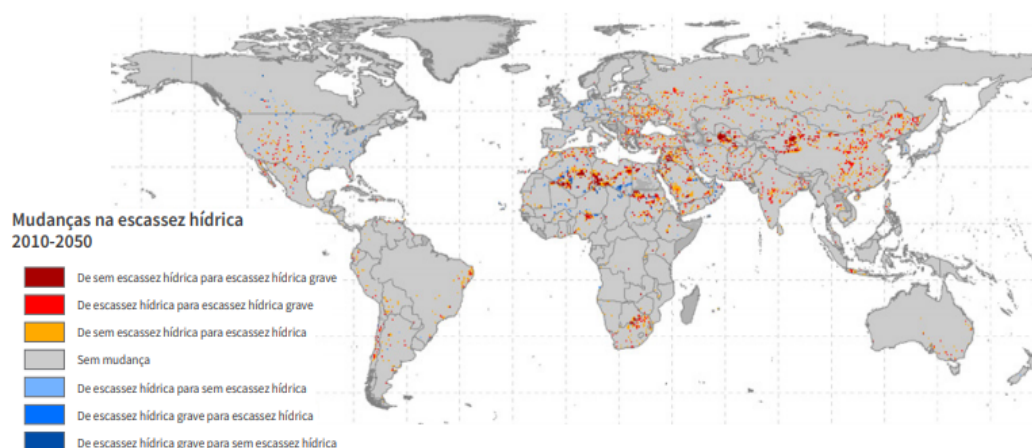 Mudanças na escassez hídrica
2010-2050
De sem escassez hídrica para escassez hídrica grave
De escassez hídrica para escassez hídrica grave
De sem escassez hídrica para escassez hídrica
Sem mudança
De escassez hídrica para sem escassez hídrica
De escassez hídrica grave para escassez hídrica
De escassez hídrica grave para sem escassez hídrica